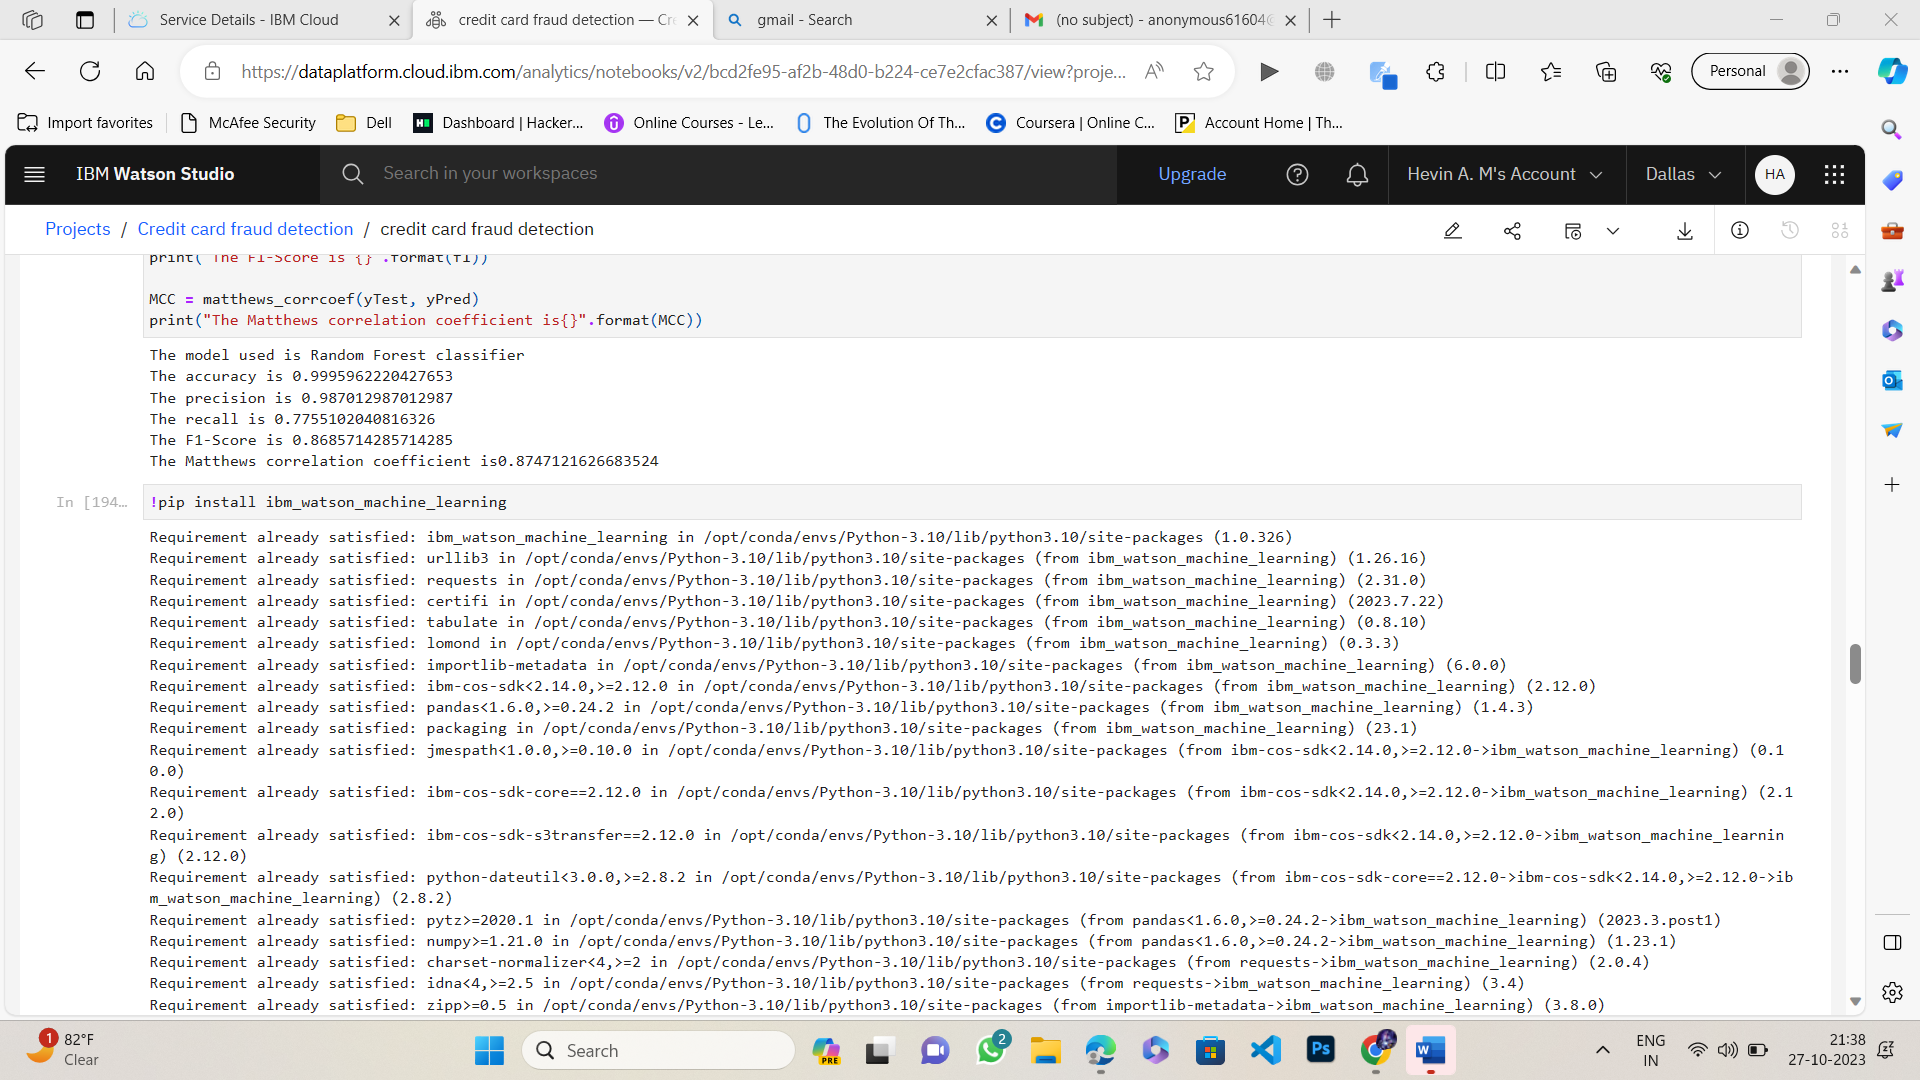 Service Details - IBM Cloud
credit card fraud detection — Cre
gmail - Search
(no subject) - anonymous61604@
https://dataplatform.cloud.ibm.com/analytics/notebooks/v2/bcd2fe95-af2b-48d0-b224-ce7e2cfac387/view?proje...
Personal
Import favorites
McAfee Security
Dell
Dashboard | Hacker...
Online Courses - Le...
The Evolution Of Th...
Coursera | Online C...
Account Home | Th...
IBM Watson Studio
Search in your workspaces
Upgrade
Hevin A. M's Account
Dallas
HA
Projects / Credit card fraud detection / credit card fraud detection
print("The F1-Score is {}".format(f1))
MCC = matthews_corrcoef(yTest, yPred)
print("The Matthews correlation coefficient is{}".format(MCC))
The model used is Random Forest classifier
The accuracy is 0.9995962220427653
The precision is 0.987012987012987
The recall is 0.7755102040816326
The F1-Score is 0.8685714285714285
The Matthews correlation coefficient is0.8747121626683524
In [194...
!pip install ibm_watson_machine_learning
Requirement already satisfied: ibm_watson_machine_learning in /opt/conda/envs/Python-3.10/lib/python3.10/site-packages (1.0.326)
Requirement already satisfied: urllib3 in /opt/conda/envs/Python-3.10/lib/python3.10/site-packages (from ibm_watson_machine_learning) (1.26.16)
Requirement already satisfied: requests in /opt/conda/envs/Python-3.10/lib/python3.10/site-packages (from ibm_watson_machine_learning) (2.31.0)
Requirement already satisfied: certifi in /opt/conda/envs/Python-3.10/lib/python3.10/site-packages (from ibm_watson_machine_learning) (2023.7.22)
Requirement already satisfied: tabulate in /opt/conda/envs/Python-3.10/lib/python3.10/site-packages (from ibm_watson_machine_learning) (0.8.10)
Requirement already satisfied: lomond in /opt/conda/envs/Python-3.10/lib/python3.10/site-packages (from ibm_watson_machine_learning) (0.3.3)
Requirement already satisfied: importlib-metadata in /opt/conda/envs/Python-3.10/lib/python3.10/site-packages (from ibm_watson_machine_learning) (6.0.0)
Requirement already satisfied: ibm-cos-sdk<2.14.0,>=2.12.0 in /opt/conda/envs/Python-3.10/lib/python3.10/site-packages (from ibm_watson_machine_learning) (2.12.0)
Requirement already satisfied: pandas<1.6.0,>=0.24.2 in /opt/conda/envs/Python-3.10/lib/python3.10/site-packages (from ibm_watson_machine_learning) (1.4.3)
Requirement already satisfied: packaging in /opt/conda/envs/Python-3.10/lib/python3.10/site-packages (from ibm_watson_machine_learning) (23.1)
Requirement already satisfied: jmespath<1.0.0,>=0.10.0 in /opt/conda/envs/Python-3.10/lib/python3.10/site-packages (from ibm-cos-sdk<2.14.0,>=2.12.0->ibm_watson_machine_learning) (0.1
0.0)
Requirement already satisfied: ibm-cos-sdk-core==2.12.0 in /opt/conda/envs/Python-3.10/lib/python3.10/site-packages (from ibm-cos-sdk<2.14.0,>=2.12.0->ibm_watson_machine_learning) (2.1
2.0)
Requirement already satisfied: ibm-cos-sdk-s3transfer==2.12.0 in /opt/conda/envs/Python-3.10/lib/python3.10/site-packages (from ibm-cos-sdk<2.14.0,>=2.12.0->ibm_watson_machine_learnin
g) (2.12.0)
Requirement already satisfied: python-dateutil<3.0.0,>=2.8.2 in /opt/conda/envs/Python-3.10/lib/python3.10/site-packages (from ibm-cos-sdk-core==2.12.0->ibm-cos-sdk<2.14.0,>=2.12.0->ib
m_watson_machine_learning) (2.8.2)
Requirement already satisfied: pytz>=2020.1 in /opt/conda/envs/Python-3.10/lib/python3.10/site-packages (from pandas<1.6.0,>=0.24.2->ibm_watson_machine_learning) (2023.3.post1)
Requirement already satisfied: numpy>=1.21.0 in /opt/conda/envs/Python-3.10/lib/python3.10/site-packages (from pandas<1.6.0,>=0.24.2->ibm_watson_machine_learning) (1.23.1)
Requirement already satisfied: charset-normalizer<4,>=2 in /opt/conda/envs/Python-3.10/lib/python3.10/site-packages (from requests->ibm_watson_machine_learning) (2.0.4)
Requirement already satisfied: idna<4,>=2.5 in /opt/conda/envs/Python-3.10/lib/python3.10/site-packages (from requests->ibm_watson_machine_learning) (3.4)
Requirement already satisfied: zipp>=0.5 in /opt/conda/envs/Python-3.10/lib/python3.10/site-packages (from importlib-metadata->ibm_watson_machine_learning) (3.8.0)
1
82°F
Clear
Search
PRE
2
Ps
W
ENG
IN
21:38
27-10-2023